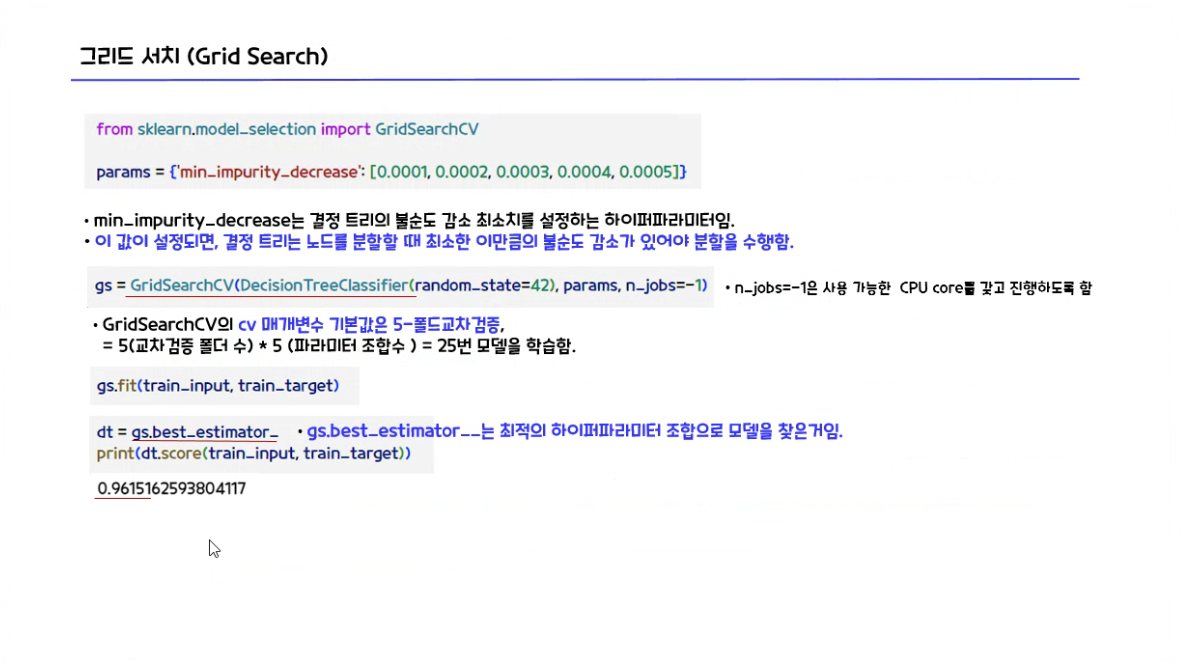 그리드 서치 (Grid Search)
from sklearn.model_selection import GridSearchCV
params = {'min_impurity_decrease': [0.0001, 0.0002, 0.0003, 0.0004, 0.0005]}
• min_impurity_decrease는 결정 트리의 불순도 감소 최소치를 설정하는 하이퍼파라미터임.
• 이 값이 설정되면, 결정 트리는 노드를 분할할 때 최소한 이만큼의 불순도 감소가 있어야 분할을 수행함.
gs = GridSearchCV(DecisionTreeClassifier(random_state=42), params, n_jobs=-1) • n_jobs=-1은 사용 가능한 CPU core를 갖고 진행하도록 함
• GridSearchCV의 cv 매개변수 기본값은 5-폴드교차검증,
= 5(교차검증 폴더 수) * 5 (파라미터 조합수 ) = 25번 모델을 학습함.
gs.fit(train_input, train_target)
dt = gs.best_estimator_ • gs.best_estimator__는 최적의 하이퍼파라미터 조합으로 모델을 찾은거임.
print(dt.score(train_input, train_target))
0.9615162593804117